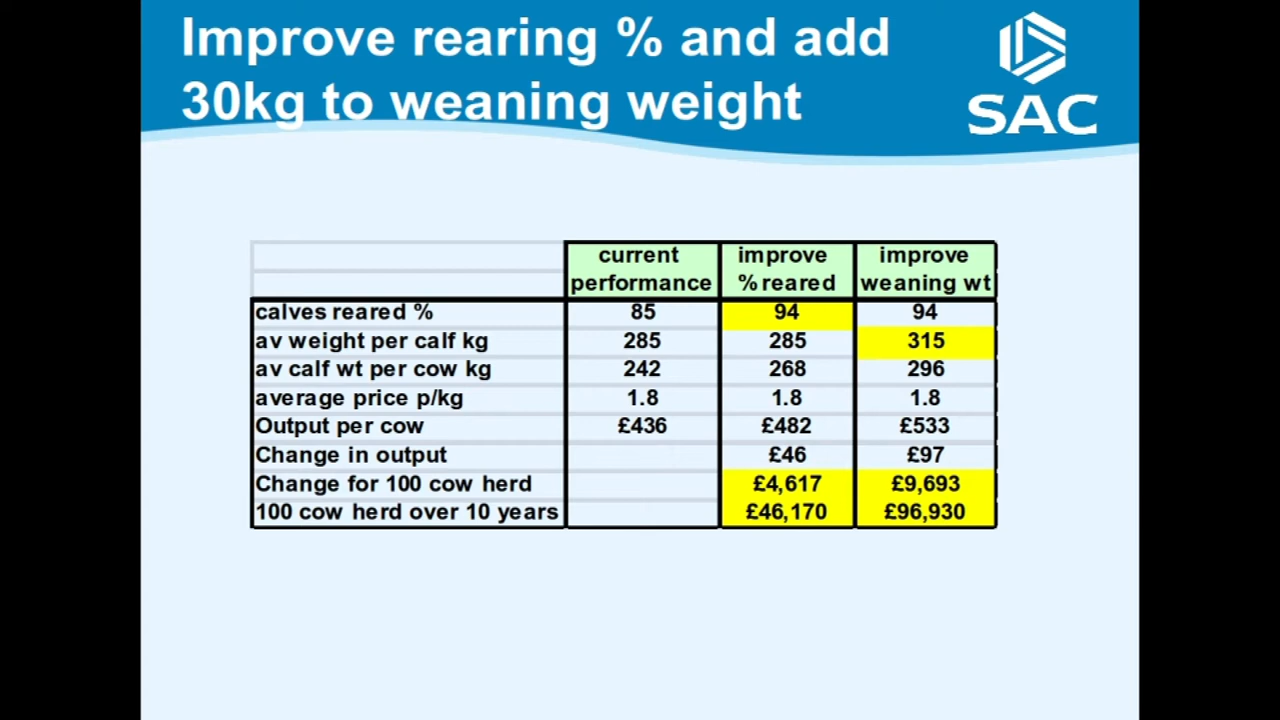 Improve rearing % and add
30kg to weaning weight
SAC
current improve improve
performance % reared weaning wt
calves reared % 85 94 94
av weight per calf kg 285 285 315
av calf wt per cow kg 242 268 296
average price p/kg 1.8 1.8 1.8
Output per cow £436 £482 £533
Change in output £46 £97
Change for 100 cow herd £4,617 £9,693
100 cow herd over 10 years £46,170 £96,930